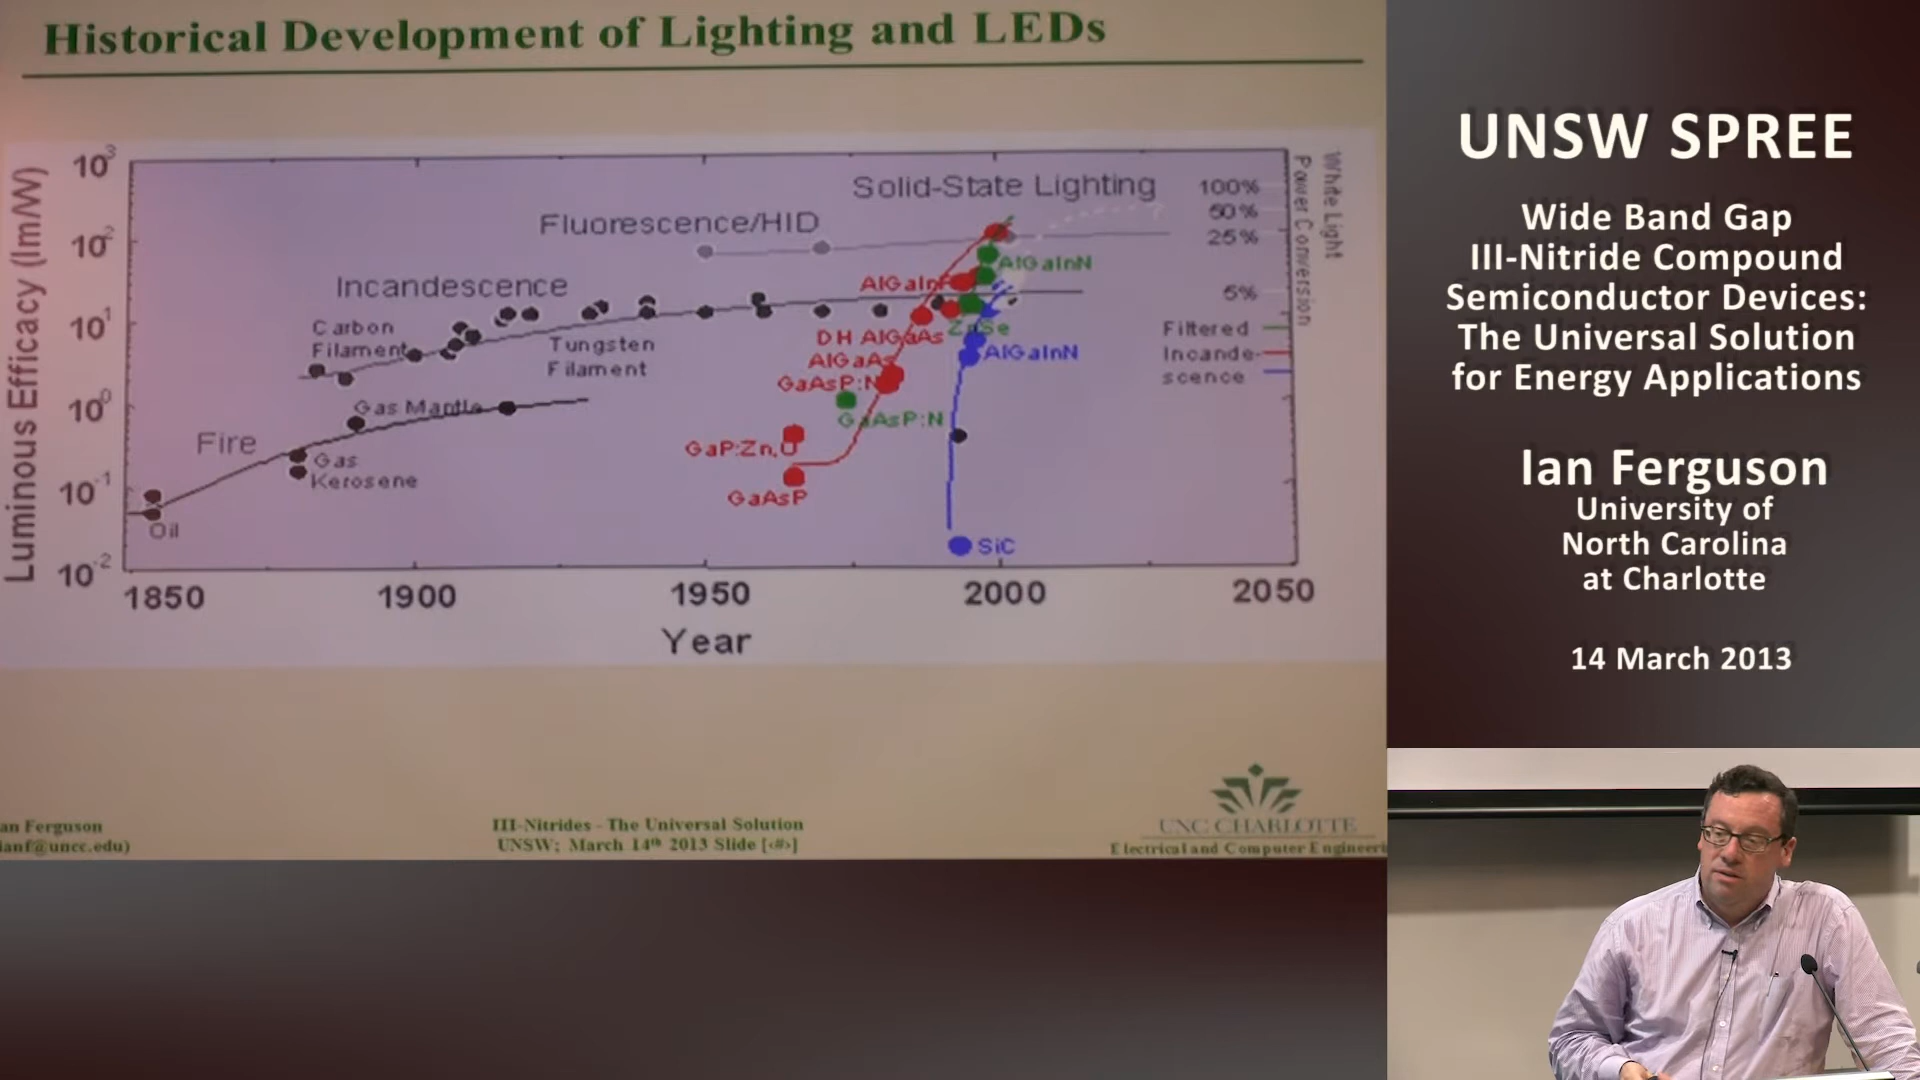 Historical Development of Lighting and LEDs
Luminous Efficacy (lm/W)
10³
10²
10¹
10⁰
10⁻¹
10⁻²
1850
1900
1950
2000
2050
Year
Solid-State Lighting
Fluorescence/HID
Incandescence
Carbon
Filament
Tungsten
Filament
Gas Mantle
Fire
Gas
Kerosene
Oil
AlGaInN
AlGaInP
ZnSe
DH AlGaAs
AlGaAs
GaAsP:N
GaAsP:N
AlGaInN
GaP:Zn,O
GaAsP
SiC
100%
50%
25%
5%
White Light
Power Conversion
Filtered
Incande-
scence
an Ferguson
ianf@uncc.edu)
III-Nitrides - The Universal Solution
UNSW; March 14th 2013 Slide [‹#›]
UNC CHARLOTTE
Electrical and Computer Engineeri
UNSW SPREE
Wide Band Gap
III-Nitride Compound
Semiconductor Devices:
The Universal Solution
for Energy Applications
Ian Ferguson
University of
North Carolina
at Charlotte
14 March 2013